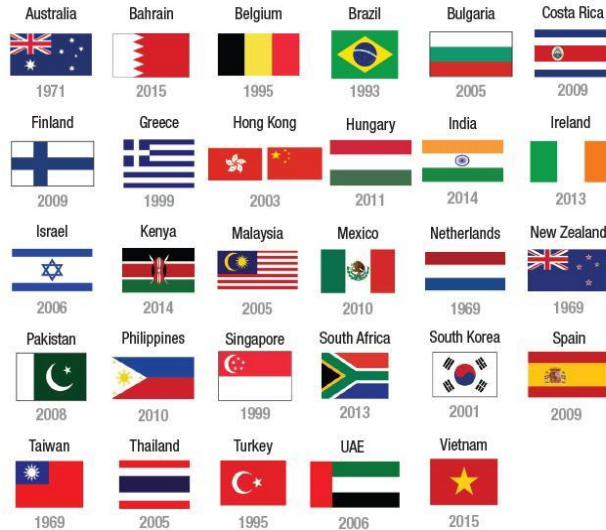 Australia Bahrain Belgium Brazil Bulgaria Costa Rica
1971 2015 1995 1993 2005 2009
Finland Greece Hong Kong Hungary India Ireland
2009 1999 2003 2011 2014 2013
Israel Kenya Malaysia Mexico Netherlands New Zealand
2006 2014 2005 2010 1969 1969
Pakistan Philippines Singapore South Africa South Korea Spain
2008 2010 1999 2013 2001 2009
Taiwan Thailand Turkey UAE Vietnam
1969 2005 1995 2006 2015